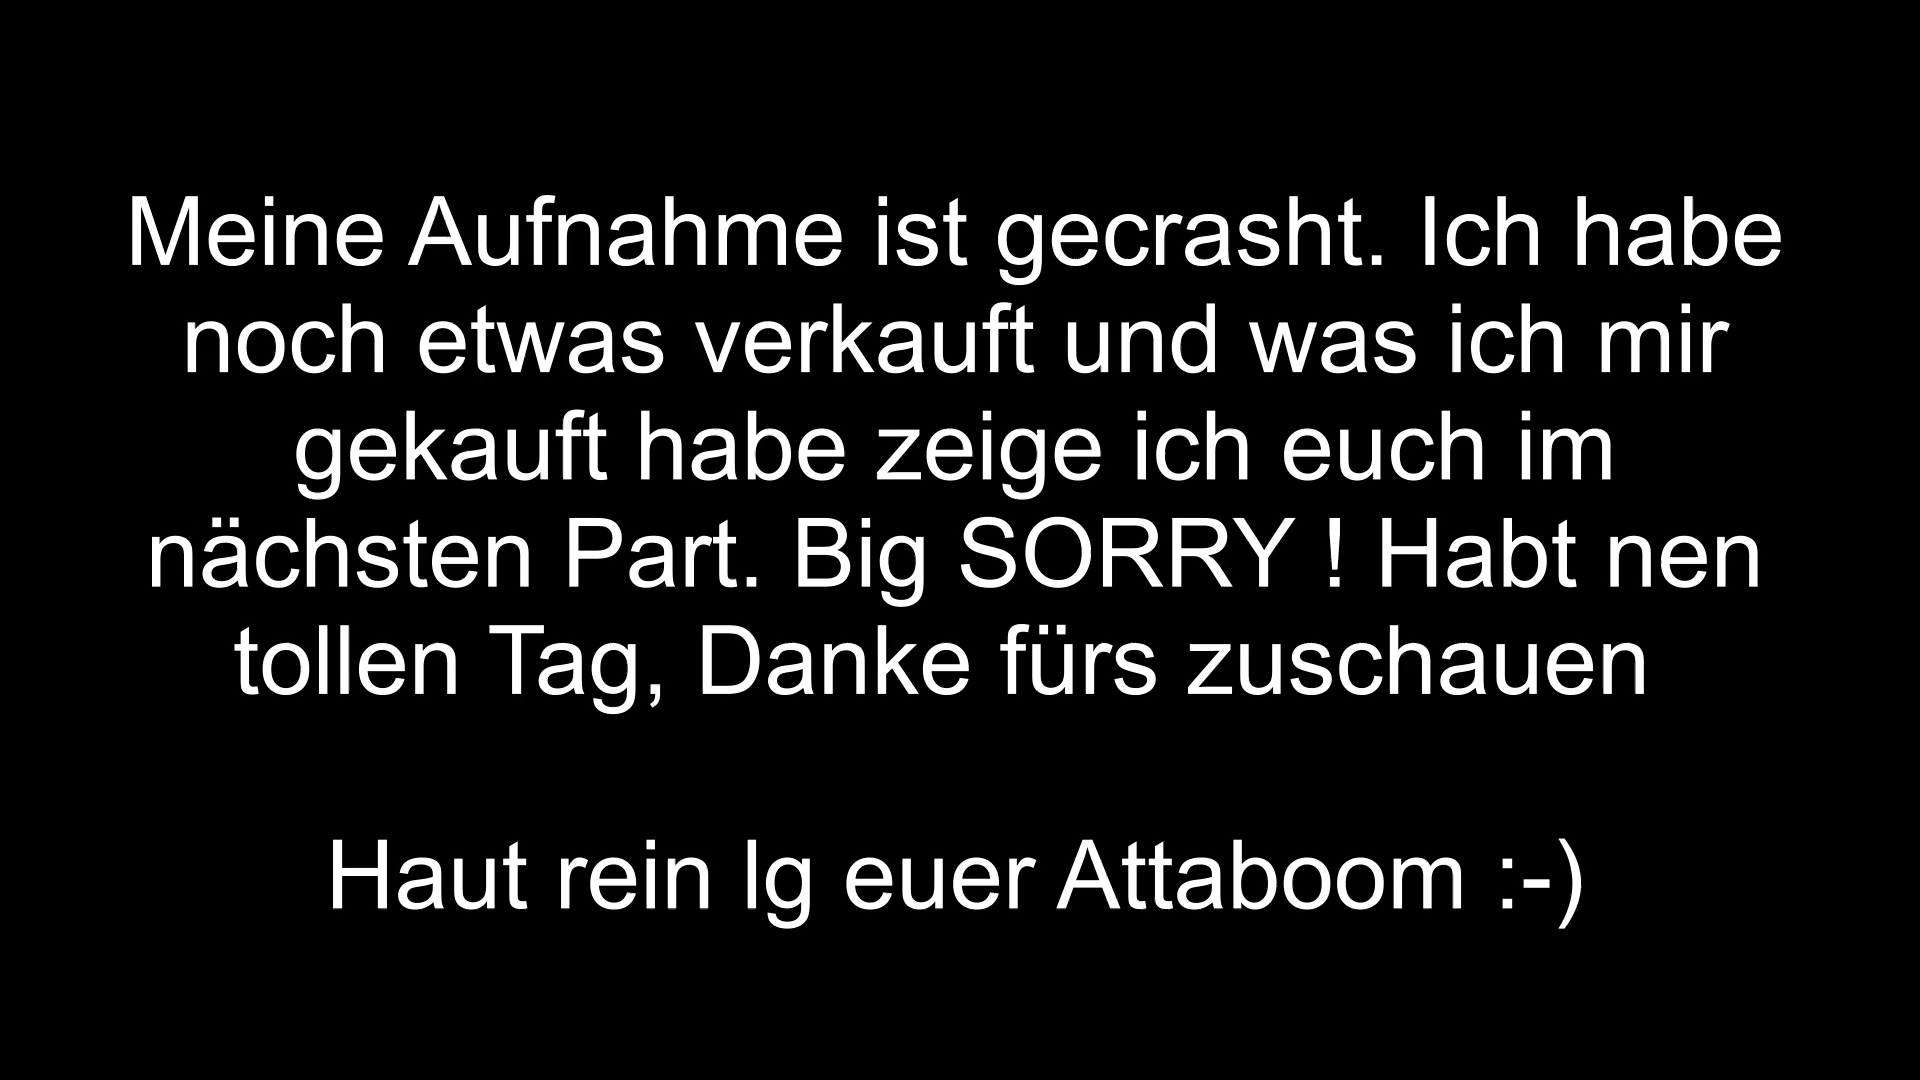 Meine Aufnahme ist gecrasht. Ich habe
noch etwas verkauft und was ich mir
gekauft habe zeige ich euch im
nächsten Part. Big SORRY ! Habt nen
tollen Tag, Danke fürs zuschauen
Haut rein lg euer Attaboom :-)